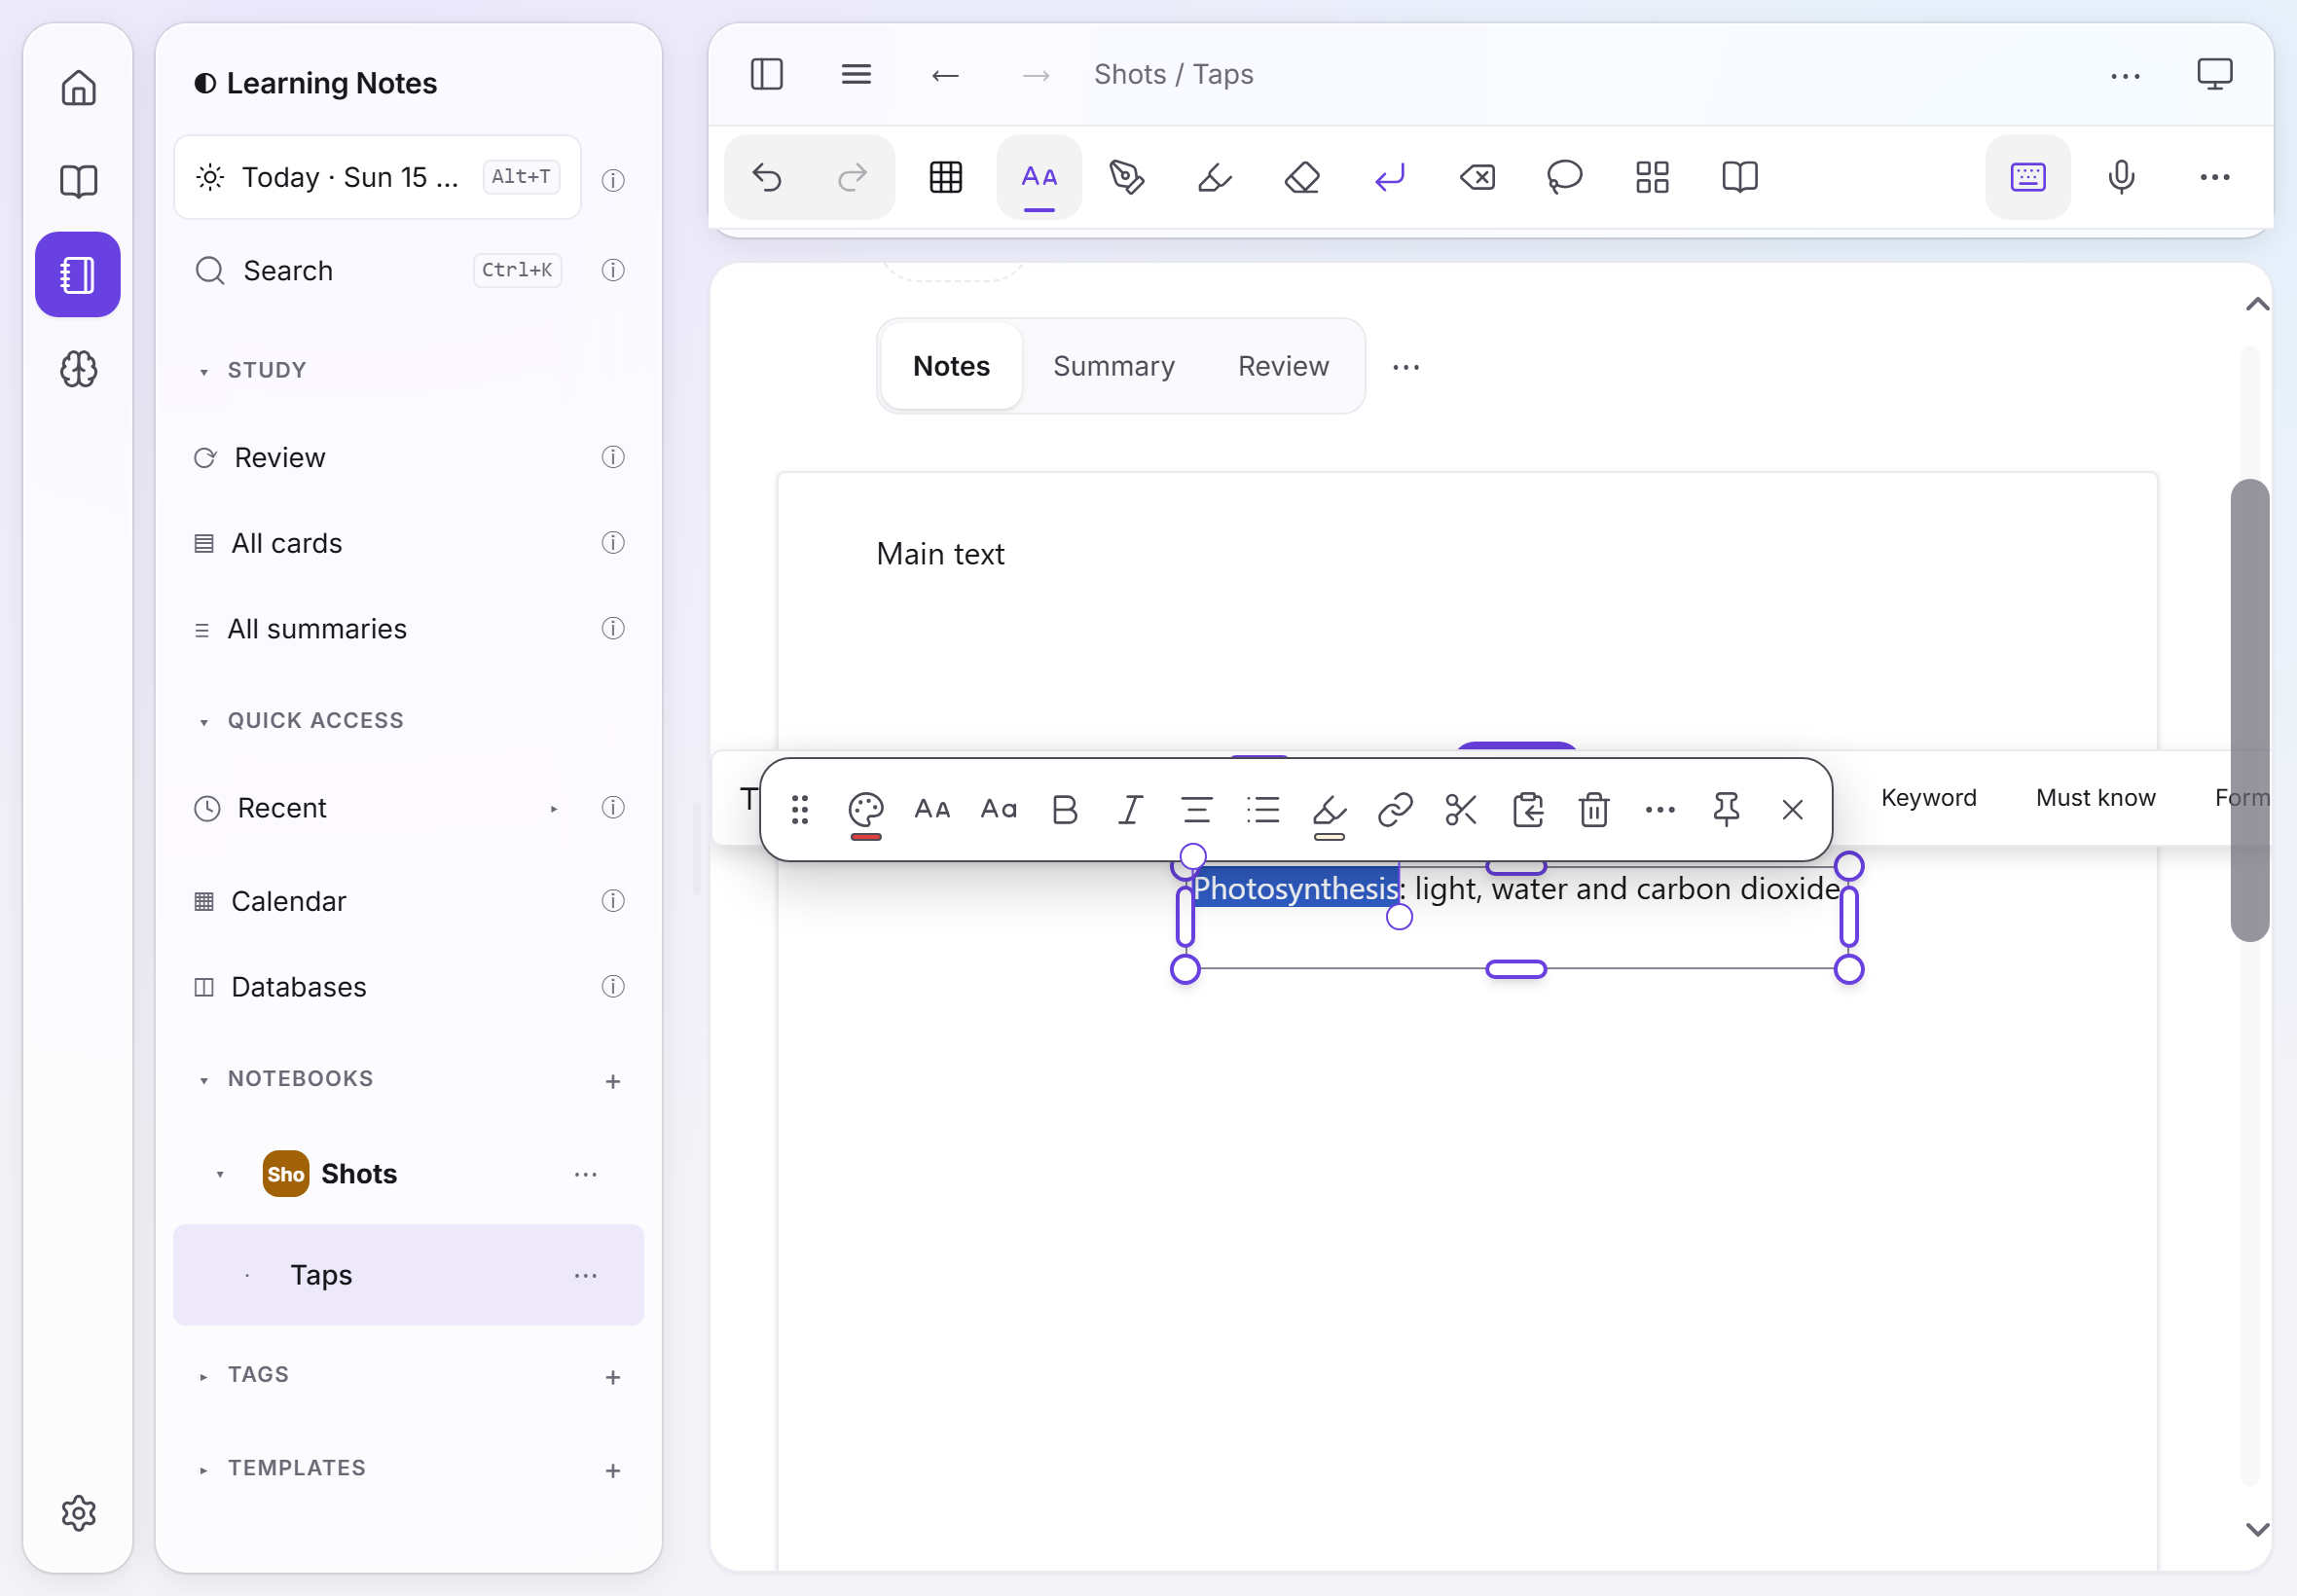 Learning Notes
Today · Sun 15 ... Alt+T
Search Ctrl+K
STUDY
Review
All cards
All summaries
QUICK ACCESS
Recent
Calendar
Databases
NOTEBOOKS
Sho Shots
Taps
TAGS
TEMPLATES
Shots / Taps
Notes Summary Review
Main text
Keyword Must know
Photosynthesis: light, water and carbon dioxide